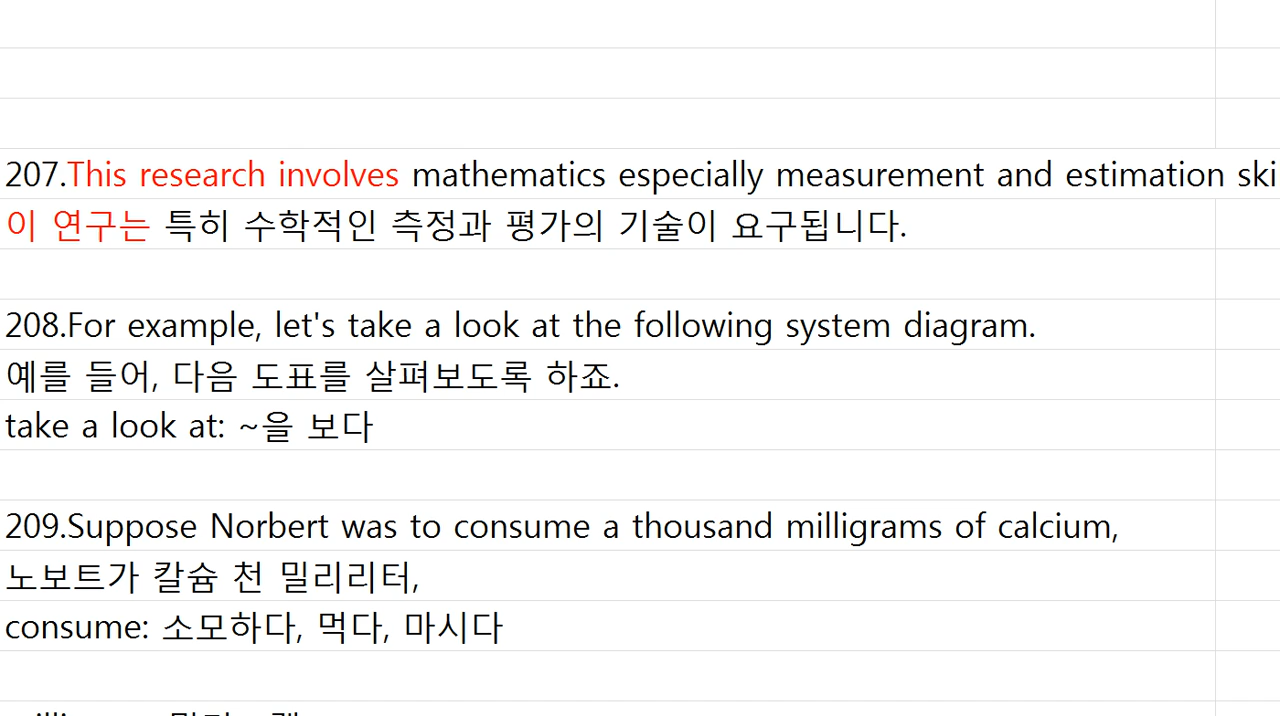 207.This research involves mathematics especially measurement and estimation
이 연구는 특히 수학적인 측정과 평가의 기술이 요구됩니다.
208.For example, let's take a look at the following system diagram.
예를 들어, 다음 도표를 살펴보도록 하죠.
take a look at: ~을 보다
209.Suppose Norbert was to consume a thousand milligrams of calcium,
노보트가 칼슘 천 밀리리터,
consume: 소모하다, 먹다, 마시다